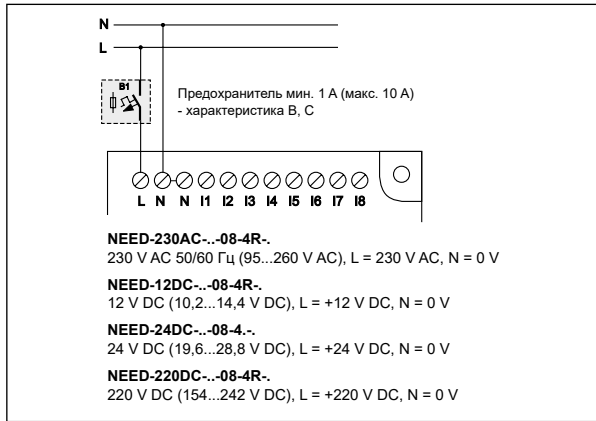 N
L
B1
Предохранитель мин. 1 А (макс. 10 А)
- характеристика B, C
L N N I1 I2 I3 I4 I5 I6 I7 I8
NEED-230AC-..-08-4R-.
230 V AC 50/60 Гц (95...260 V AC), L = 230 V AC, N = 0 V
NEED-12DC-..-08-4R-.
12 V DC (10,2...14,4 V DC), L = +12 V DC, N = 0 V
NEED-24DC-..-08-4.-.
24 V DC (19,6...28,8 V DC), L = +24 V DC, N = 0 V
NEED-220DC-..-08-4R-.
220 V DC (154...242 V DC), L = +220 V DC, N = 0 V